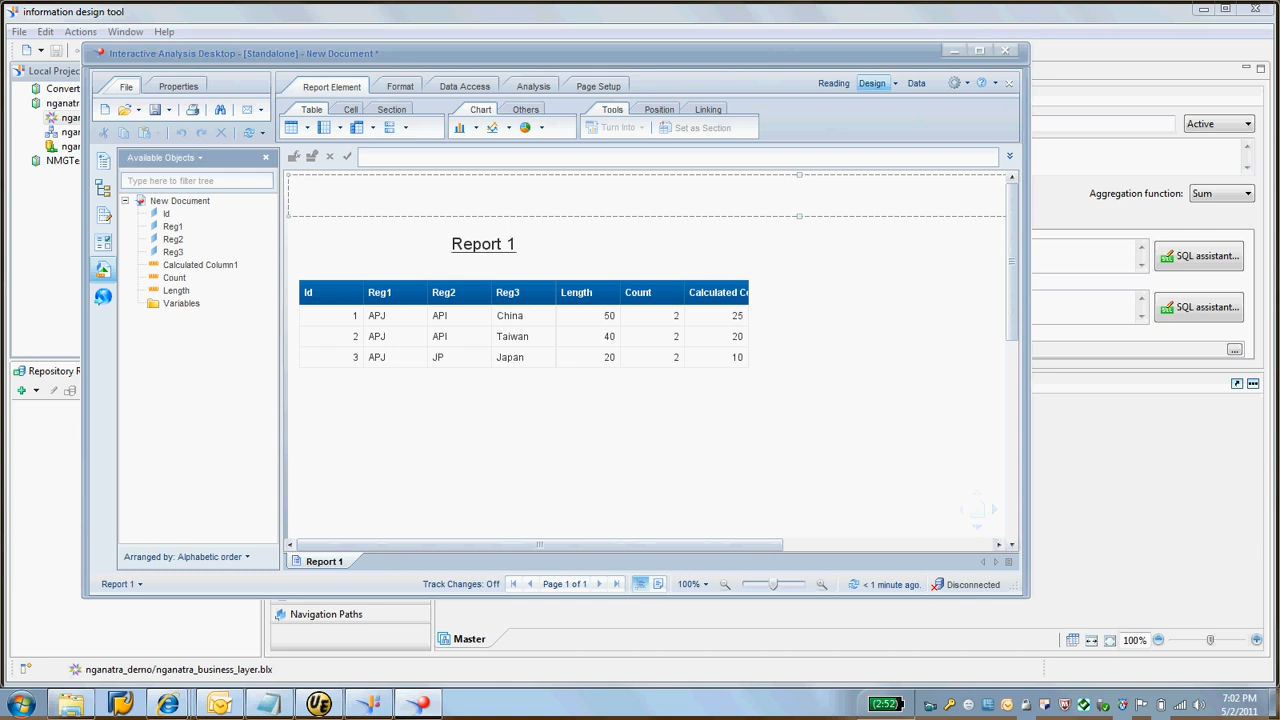 information design tool
File Edit Actions Window Help
Interactive Analysis Desktop - [Standalone] - New Document *
Local Projec
File Properties
Report Element Format Data Access Analysis Page Setup
Reading Design Data
Convert
nganatra
ngan
ngar
ngar
NMGTe
Table Cell Section
Chart Others
Tools Position Linking
Turn Into Set as Section
Active
Available Objects
Type here to filter tree
New Document
Id
Reg1
Reg2
Reg3
Calculated Column1
Count
Length
Variables
Aggregation function: Sum
SQL assistant...
SQL assistant...
...
Report 1
Id Reg1 Reg2 Reg3 Length Count Calculated Co
1 APJ API China 50 2 25
2 APJ API Taiwan 40 2 20
3 APJ JP Japan 20 2 10
Repository R
Arranged by: Alphabetic order
Report 1
Report 1
Track Changes: Off Page 1 of 1 100% < 1 minute ago. Disconnected
Navigation Paths
Master
100%
nganatra_demo/nganatra_business_layer.blx
UE
(2:52)
7:02 PM
5/2/2011